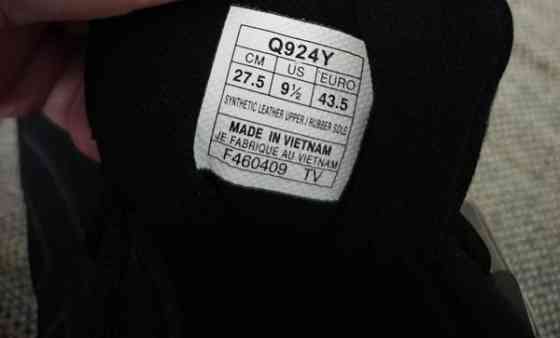 Q924Y
CM US EURO
27.5 9½ 43.5
SYNTHETIC LEATHER UPPER / RUBBER SOLE
MADE IN VIETNAM
JE FABRIQUE AU VIETNAM
F460409 TV